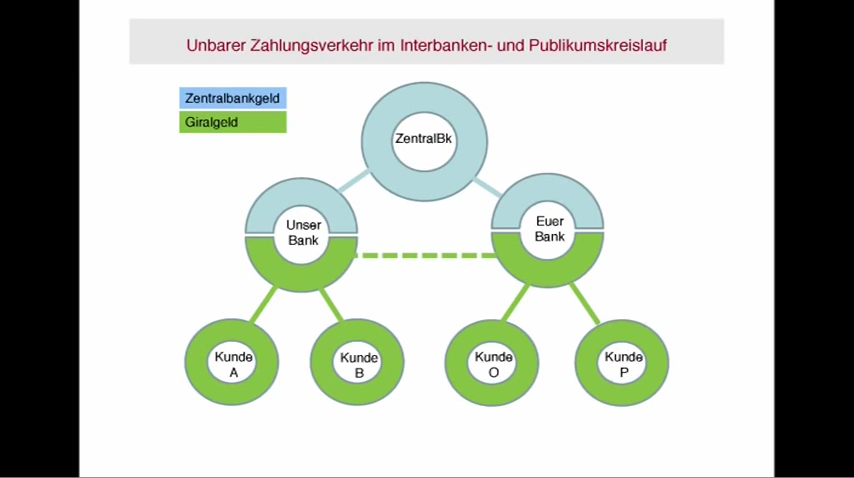 Unbarer Zahlungsverkehr im Interbanken- und Publikumskreislauf
Zentralbankgeld
Giralgeld
ZentralBk
Unser
Bank
Euer
Bank
Kunde
A
Kunde
B
Kunde
O
Kunde
P